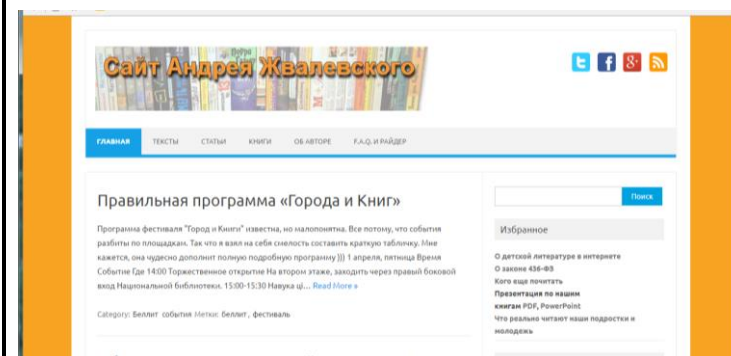 Сайт Андрея Жвалевского
ГЛАВНАЯ ТЕКСТЫ СТАТЬИ КНИГИ ОБ АВТОРЕ F.A.Q. И РАЙДЕР
Правильная программа «Города и Книг»
Программа фестиваля "Город и Книги" известна, но малопонятна. Все потому, что события
разбиты по площадкам. Так что я взял на себя смелость составить краткую табличку. Мне
кажется, она чудесно дополнит полную подробную программу ))) 1 апреля, пятница Время
Событие Где 14:00 Торжественное открытие На втором этаже, заходить через правый боковой
вход Национальной библиотеки. 15:00-15:30 Навука ці... Read More »
Category: Беллит события Метки: беллит, фестиваль
Поиск
Избранное
О детской литературе в интернете
О законе 436-ФЗ
Кого еще почитать
Презентация по нашим
книгам PDF, PowerPoint
Что реально читают наши подростки и
молодежь